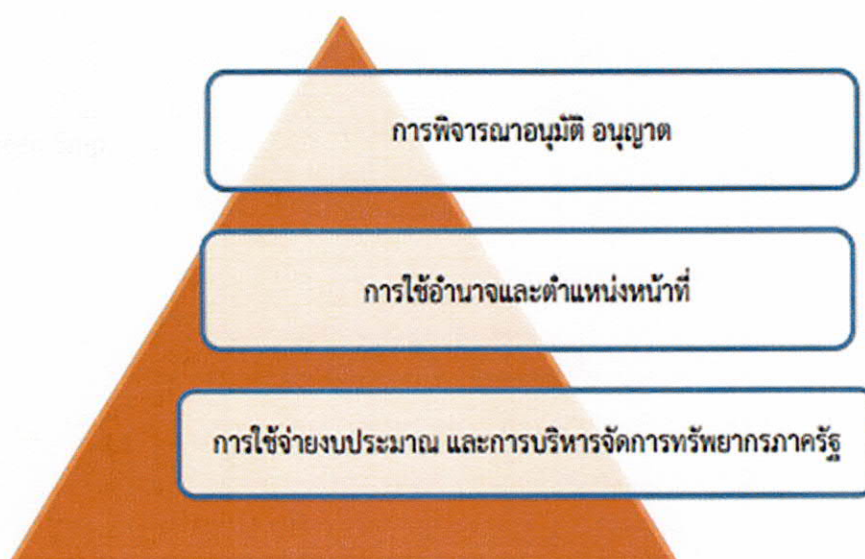 การพิจารณาอนุมัติ อนุญาต
การใช้อำนาจและตำแหน่งหน้าที่
การใช้จ่ายงบประมาณ และการบริหารจัดการทรัพยากรภาครัฐ